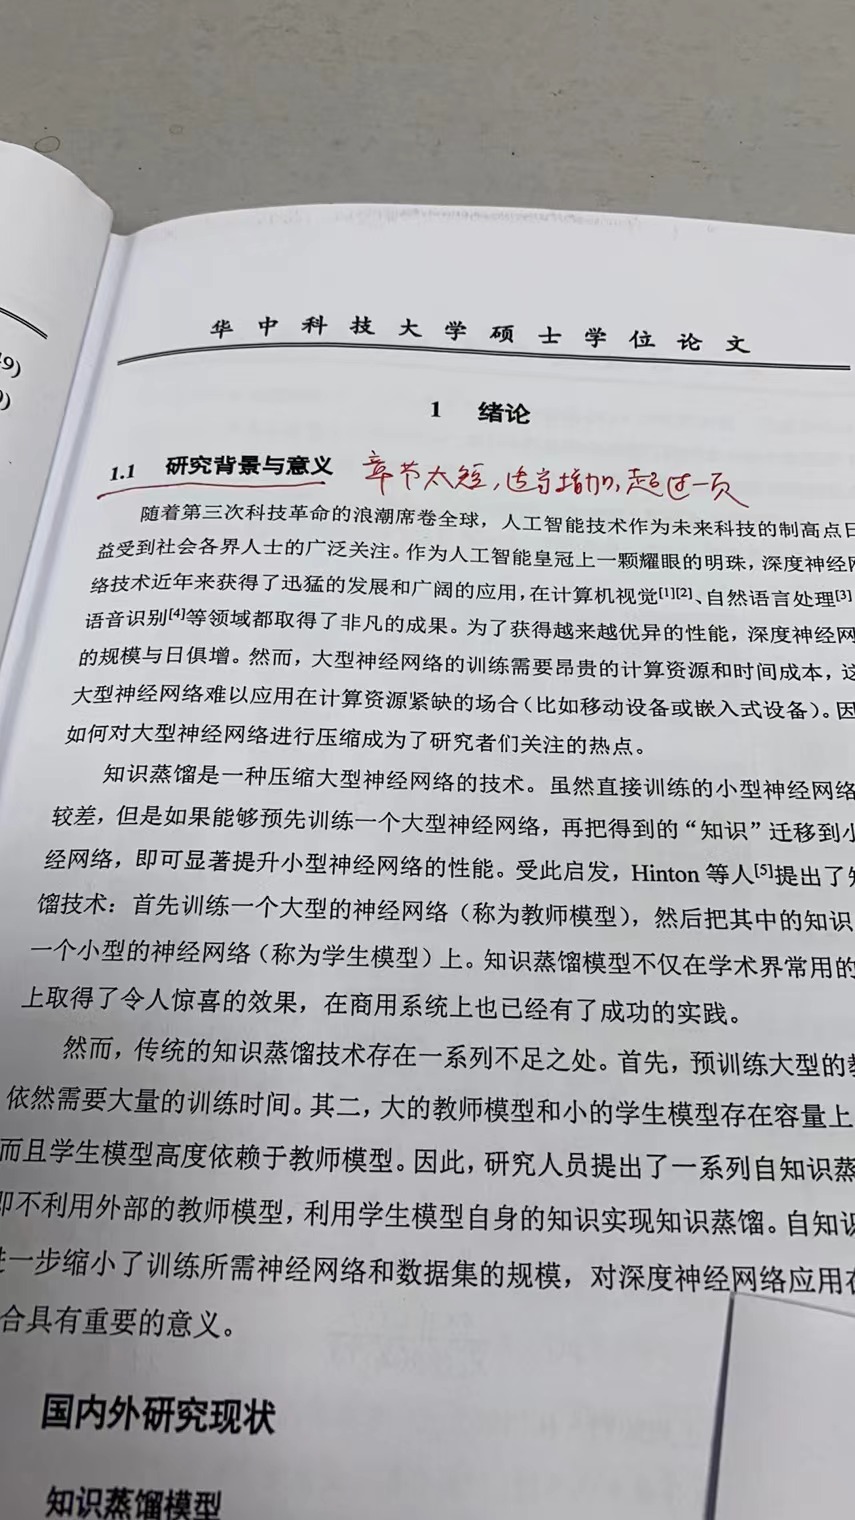 华中科技大学硕士学位论文
9)
)
1 绪论
1.1 研究背景与意义 章节太短,适当增加,超过一页
随着第三次科技革命的浪潮席卷全球,人工智能技术作为未来科技的制高点日
益受到社会各界人士的广泛关注。作为人工智能皇冠上一颗耀眼的明珠,深度神经网
络技术近年来获得了迅猛的发展和广阔的应用,在计算机视觉[1][2]、自然语言处理[3]
语音识别[4]等领域都取得了非凡的成果。为了获得越来越优异的性能,深度神经网
的规模与日俱增。然而,大型神经网络的训练需要昂贵的计算资源和时间成本,这
大型神经网络难以应用在计算资源紧缺的场合(比如移动设备或嵌入式设备)。因
如何对大型神经网络进行压缩成为了研究者们关注的热点。
知识蒸馏是一种压缩大型神经网络的技术。虽然直接训练的小型神经网络
较差,但是如果能够预先训练一个大型神经网络,再把得到的“知识”迁移到小
经网络,即可显著提升小型神经网络的性能。受此启发,Hinton 等人[5]提出了知
馏技术:首先训练一个大型的神经网络(称为教师模型),然后把其中的知识
一个小型的神经网络(称为学生模型)上。知识蒸馏模型不仅在学术界常用的
上取得了令人惊喜的效果,在商用系统上也已经有了成功的实践。
然而,传统的知识蒸馏技术存在一系列不足之处。首先,预训练大型的教
依然需要大量的训练时间。其二,大的教师模型和小的学生模型存在容量上
而且学生模型高度依赖于教师模型。因此,研究人员提出了一系列自知识蒸
即不利用外部的教师模型,利用学生模型自身的知识实现知识蒸馏。自知识
进一步缩小了训练所需神经网络和数据集的规模,对深度神经网络应用在
合具有重要的意义。
国内外研究现状
知识蒸馏模型